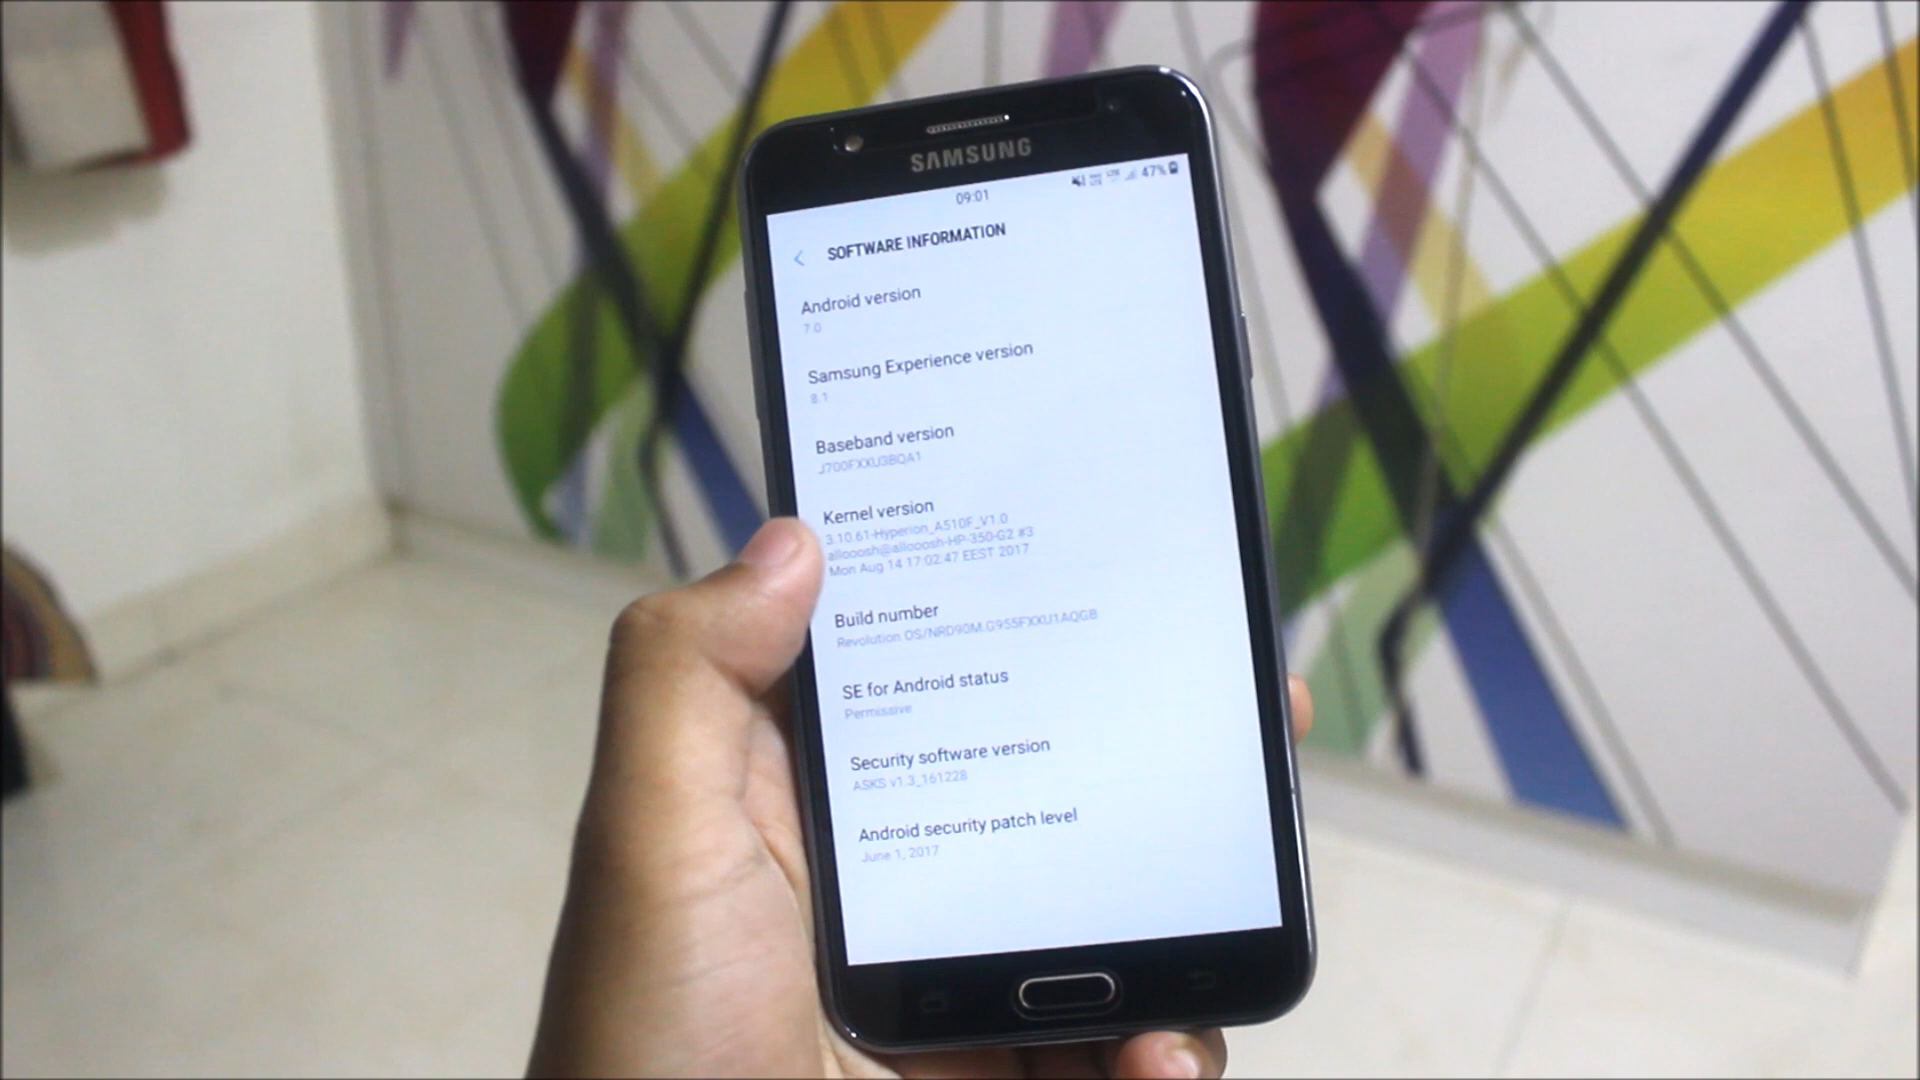 SAMSUNG
09:01
47%
SOFTWARE INFORMATION
Android version
7.0
Samsung Experience version
8.1
Baseband version
J700FXXU3BQA1
Kernel version
3.10.61-Hyperion_A510F_V1.0
allooosh@allooosh-HP-350-G2 #3
Mon Aug 14 17:02:47 EEST 2017
Build number
Revolution OS/NRD90M.G955FXXU1AQGB
SE for Android status
Permissive
Security software version
ASKS v1.3_161228
Android security patch level
June 1, 2017